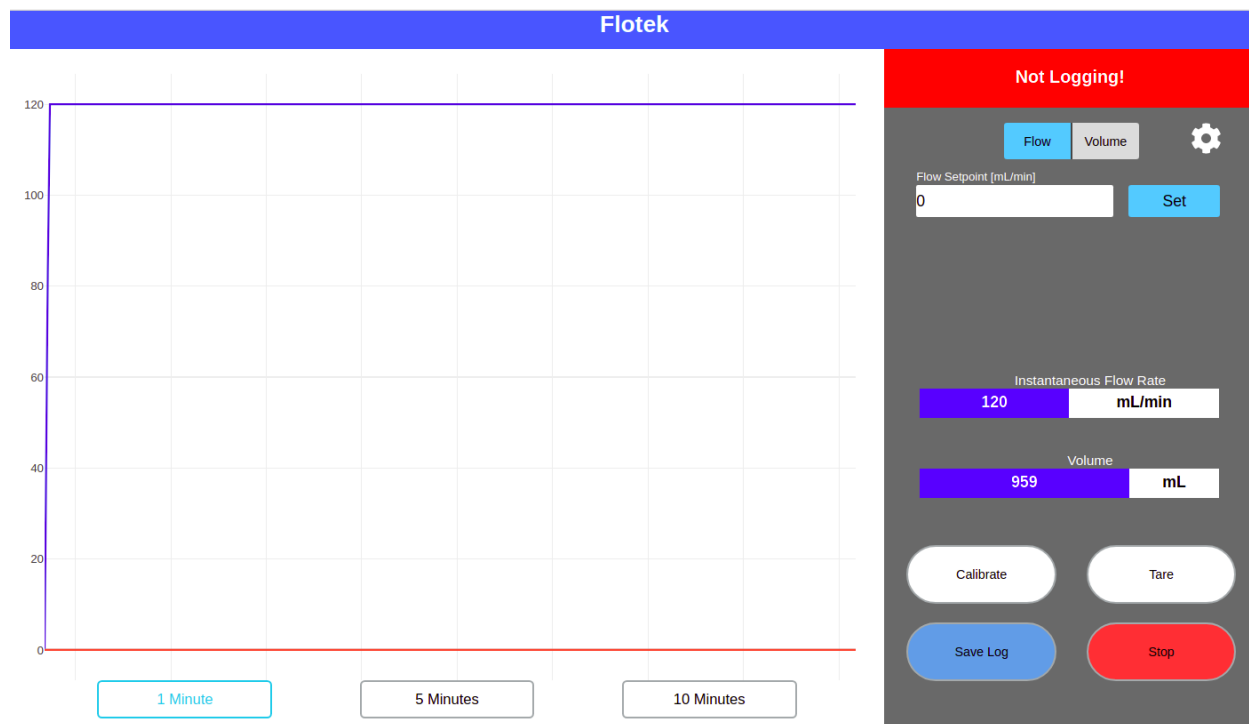 Flotek
Not Logging!
Flow Volume
Flow Setpoint [mL/min]
0 Set
120
100
80
60
40
20
0
Instantaneous Flow Rate
120 mL/min
Volume
959 mL
Calibrate Tare
Save Log Stop
1 Minute 5 Minutes 10 Minutes